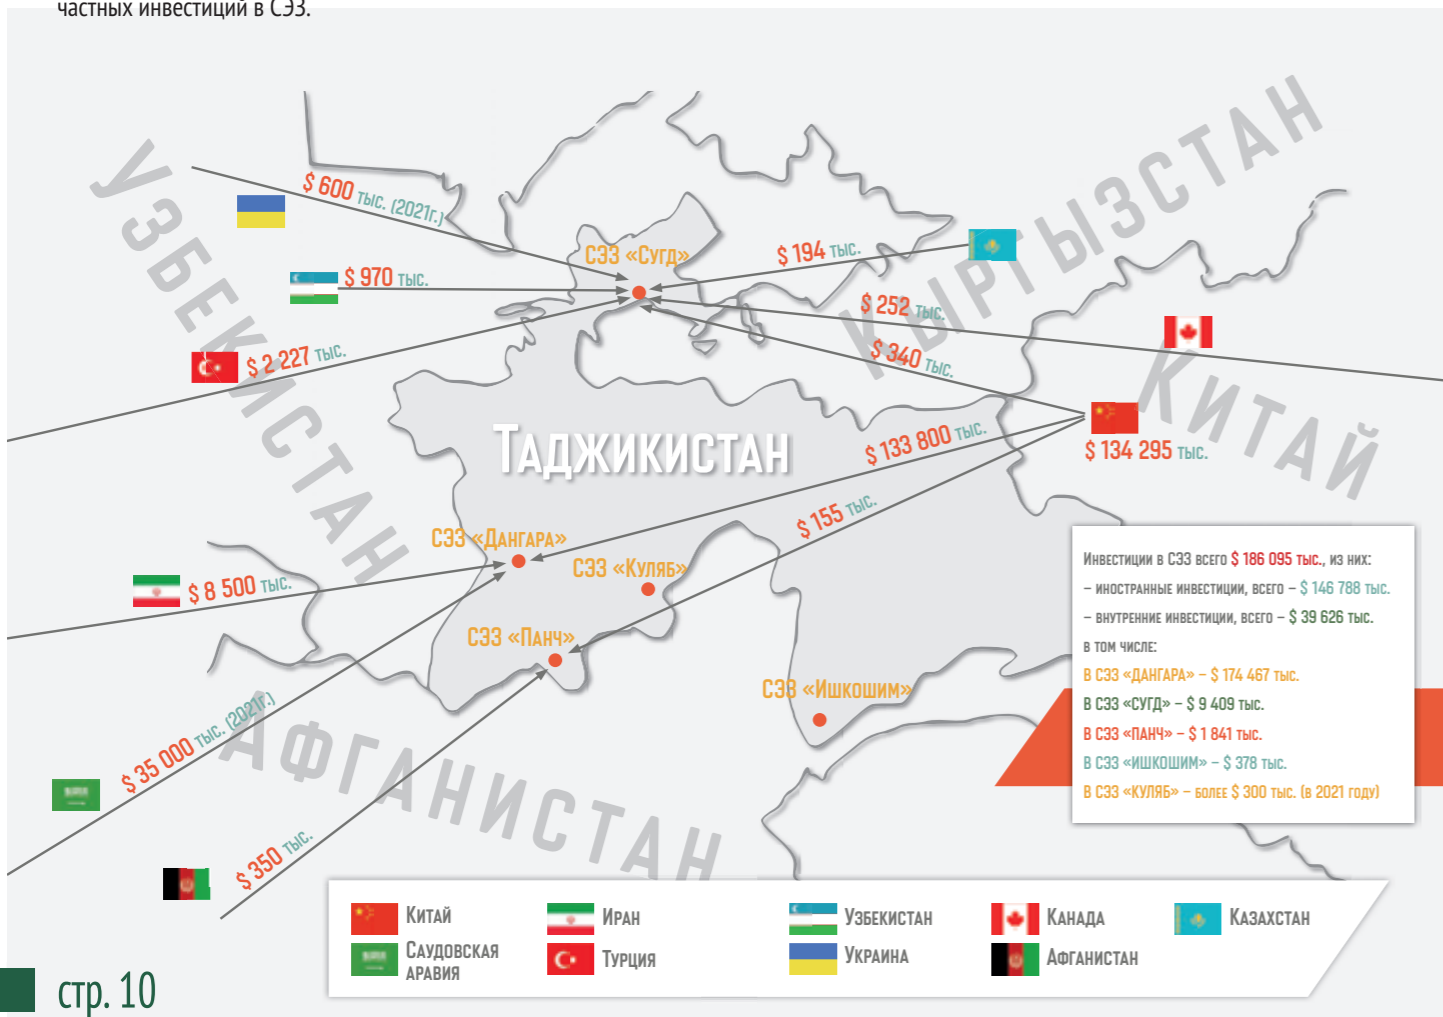 частных инвестиций в СЭЗ.
УЗБЕКИСТАН
КЫРГЫЗСТАН
КИТАЙ
АФГАНИСТАН
ТАДЖИКИСТАН
$ 600 тыс. (2021г.)
СЭЗ «СУГД»
$ 194 тыс.
$ 970 тыс.
$ 252 тыс.
$ 2 227 тыс.
$ 340 тыс.
$ 133 800 тыс.
$ 134 295 тыс.
$ 155 тыс.
СЭЗ «ДАНГАРА»
СЭЗ «КУЛЯБ»
$ 8 500 тыс.
СЭЗ «ПАНЧ»
СЭЗ «ИШКОШИМ»
$ 35 000 тыс. (2021г.)
$ 350 тыс.
ИНВЕСТИЦИИ В СЭЗ ВСЕГО $ 186 095 тыс., ИЗ НИХ:
– ИНОСТРАННЫЕ ИНВЕСТИЦИИ, ВСЕГО – $ 146 788 тыс.
– ВНУТРЕННИЕ ИНВЕСТИЦИИ, ВСЕГО – $ 39 626 тыс.
В ТОМ ЧИСЛЕ:
В СЭЗ «ДАНГАРА» – $ 174 467 тыс.
В СЭЗ «СУГД» – $ 9 409 тыс.
В СЭЗ «ПАНЧ» – $ 1 841 тыс.
В СЭЗ «ИШКОШИМ» – $ 378 тыс.
В СЭЗ «КУЛЯБ» – БОЛЕЕ $ 300 тыс. (В 2021 ГОДУ)
КИТАЙ
ИРАН
УЗБЕКИСТАН
КАНАДА
КАЗАХСТАН
САУДОВСКАЯ
АРАВИЯ
ТУРЦИЯ
УКРАИНА
АФГАНИСТАН
стр. 10